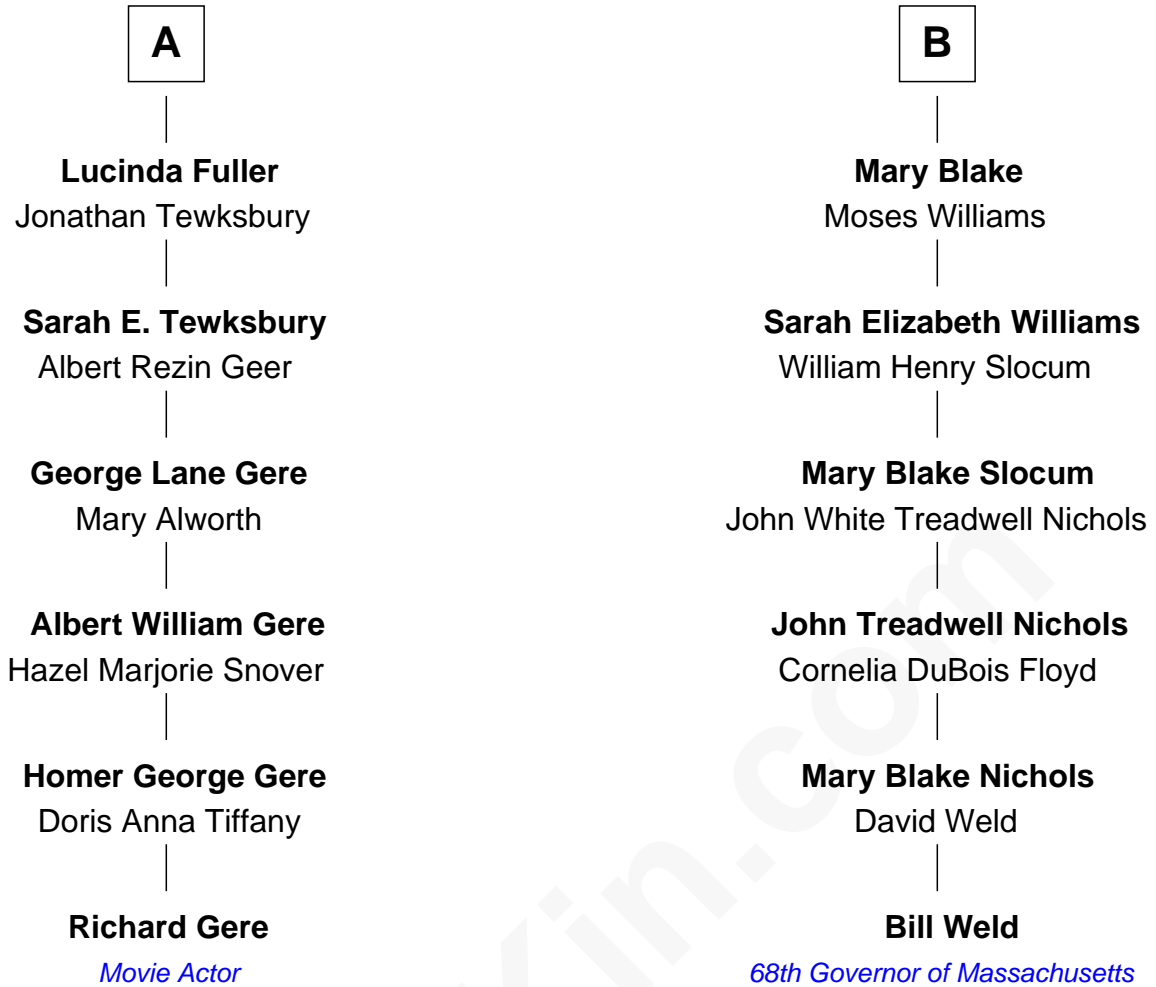 A
Lucinda Fuller
Jonathan Tewksbury
Sarah E. Tewksbury
Albert Rezin Geer
George Lane Gere
Mary Alworth
Albert William Gere
Hazel Marjorie Snover
Homer George Gere
Doris Anna Tiffany
Richard Gere
Movie Actor
B
Mary Blake
Moses Williams
Sarah Elizabeth Williams
William Henry Slocum
Mary Blake Slocum
John White Treadwell Nichols
John Treadwell Nichols
Cornelia DuBois Floyd
Mary Blake Nichols
David Weld
Bill Weld
68th Governor of Massachusetts
Kin.com